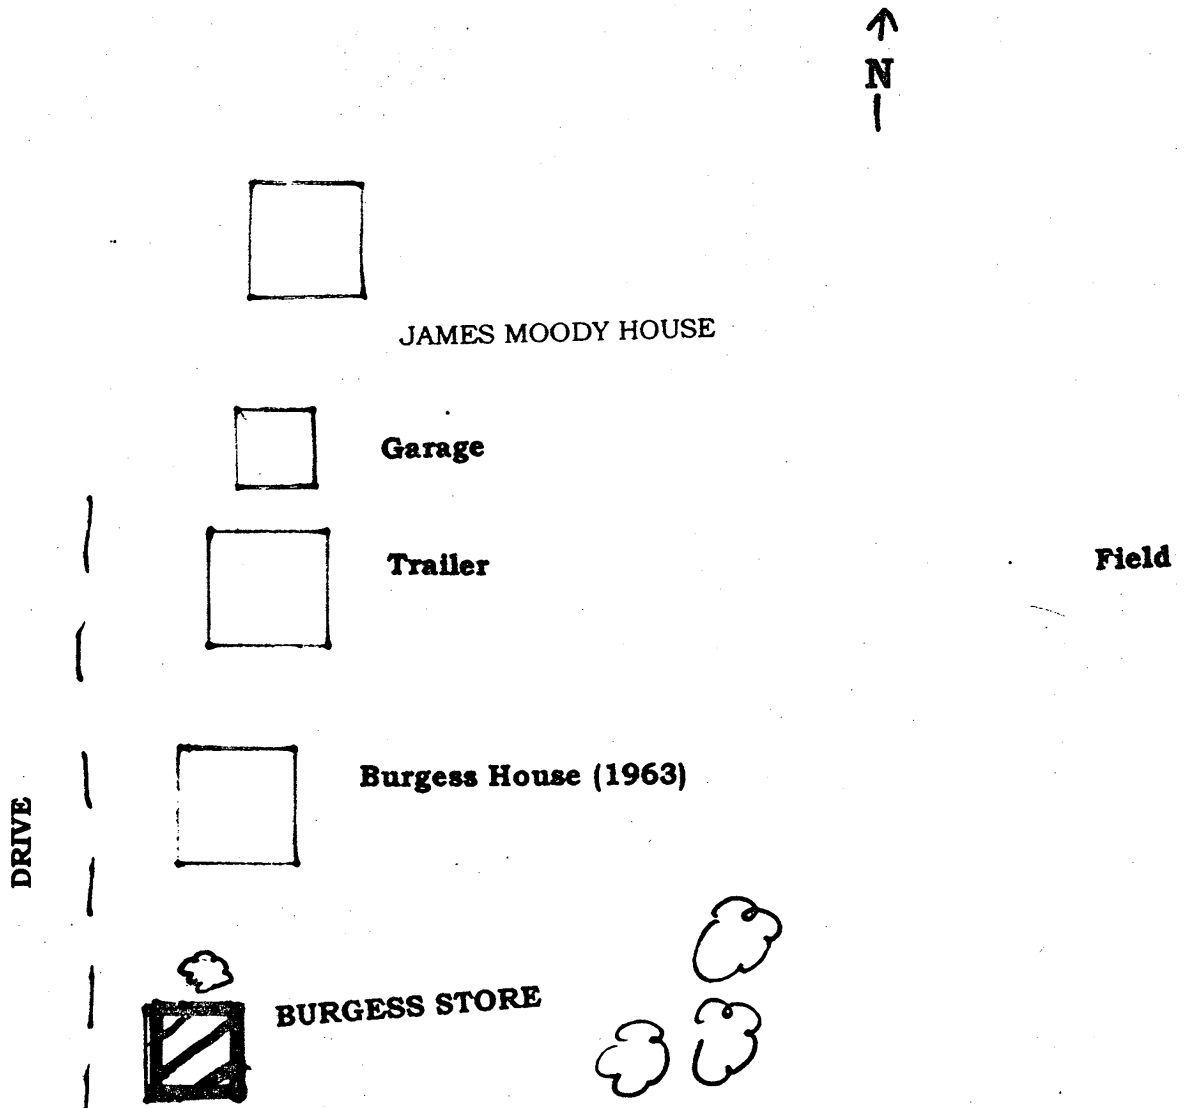 N
JAMES MOODY HOUSE
Garage
Trailer
Field
Burgess House (1963)
DRIVE
BURGESS STORE